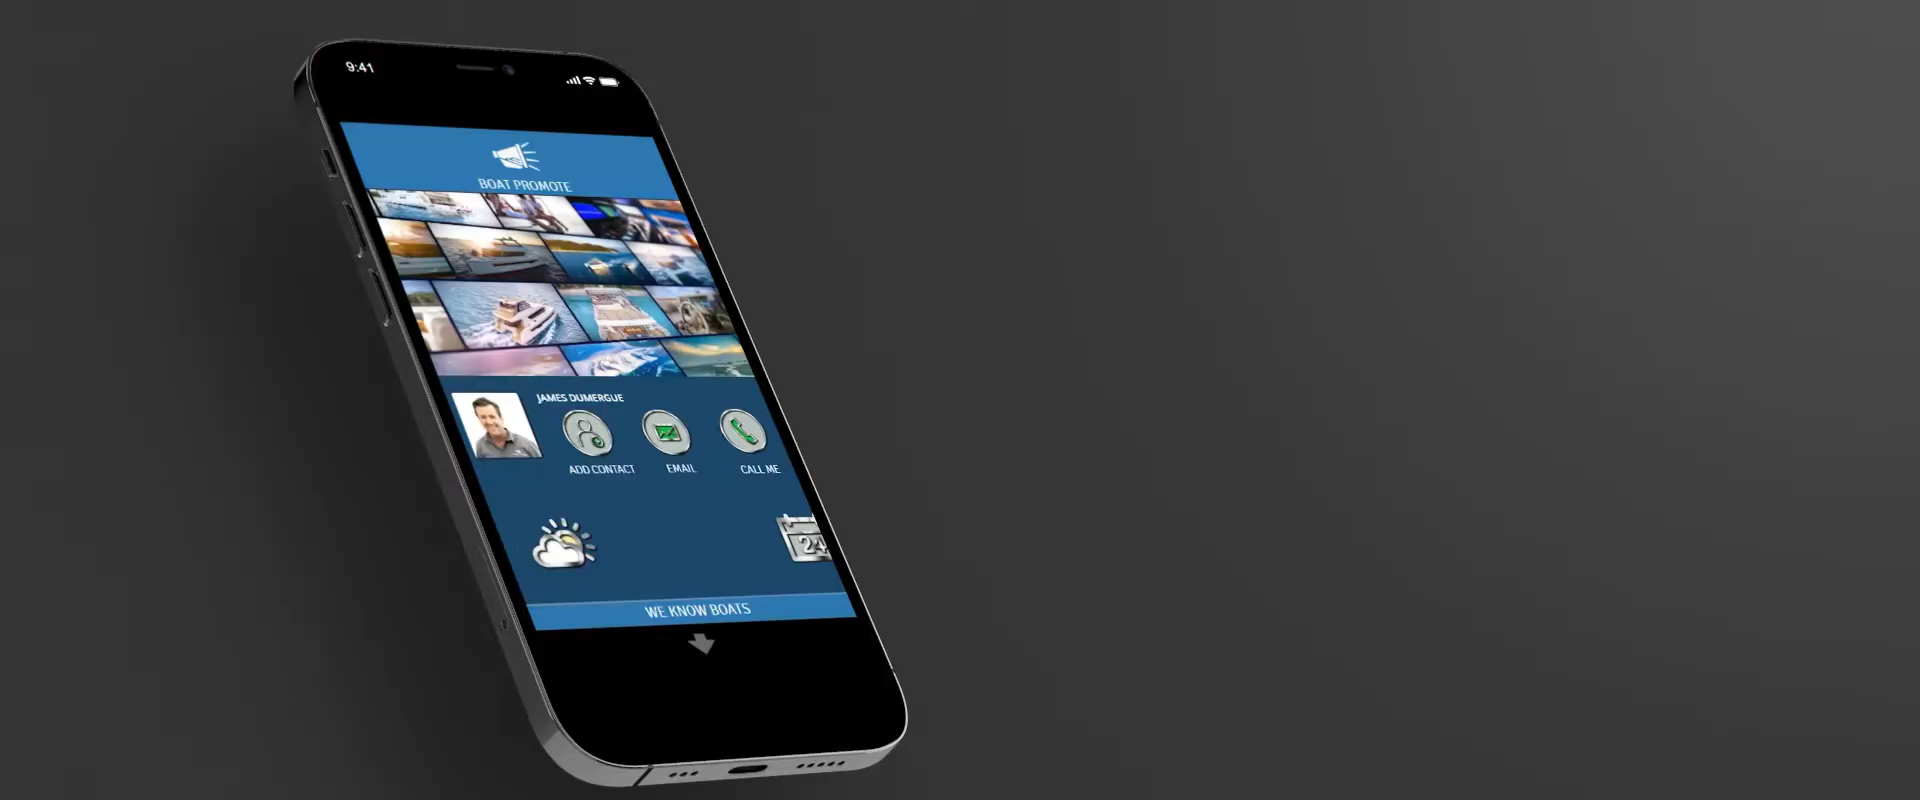 9:41
BOAT PROMOTE
JAMES DUMERGUE
ADD CONTACT
EMAIL
CALL ME
24
WE KNOW BOATS